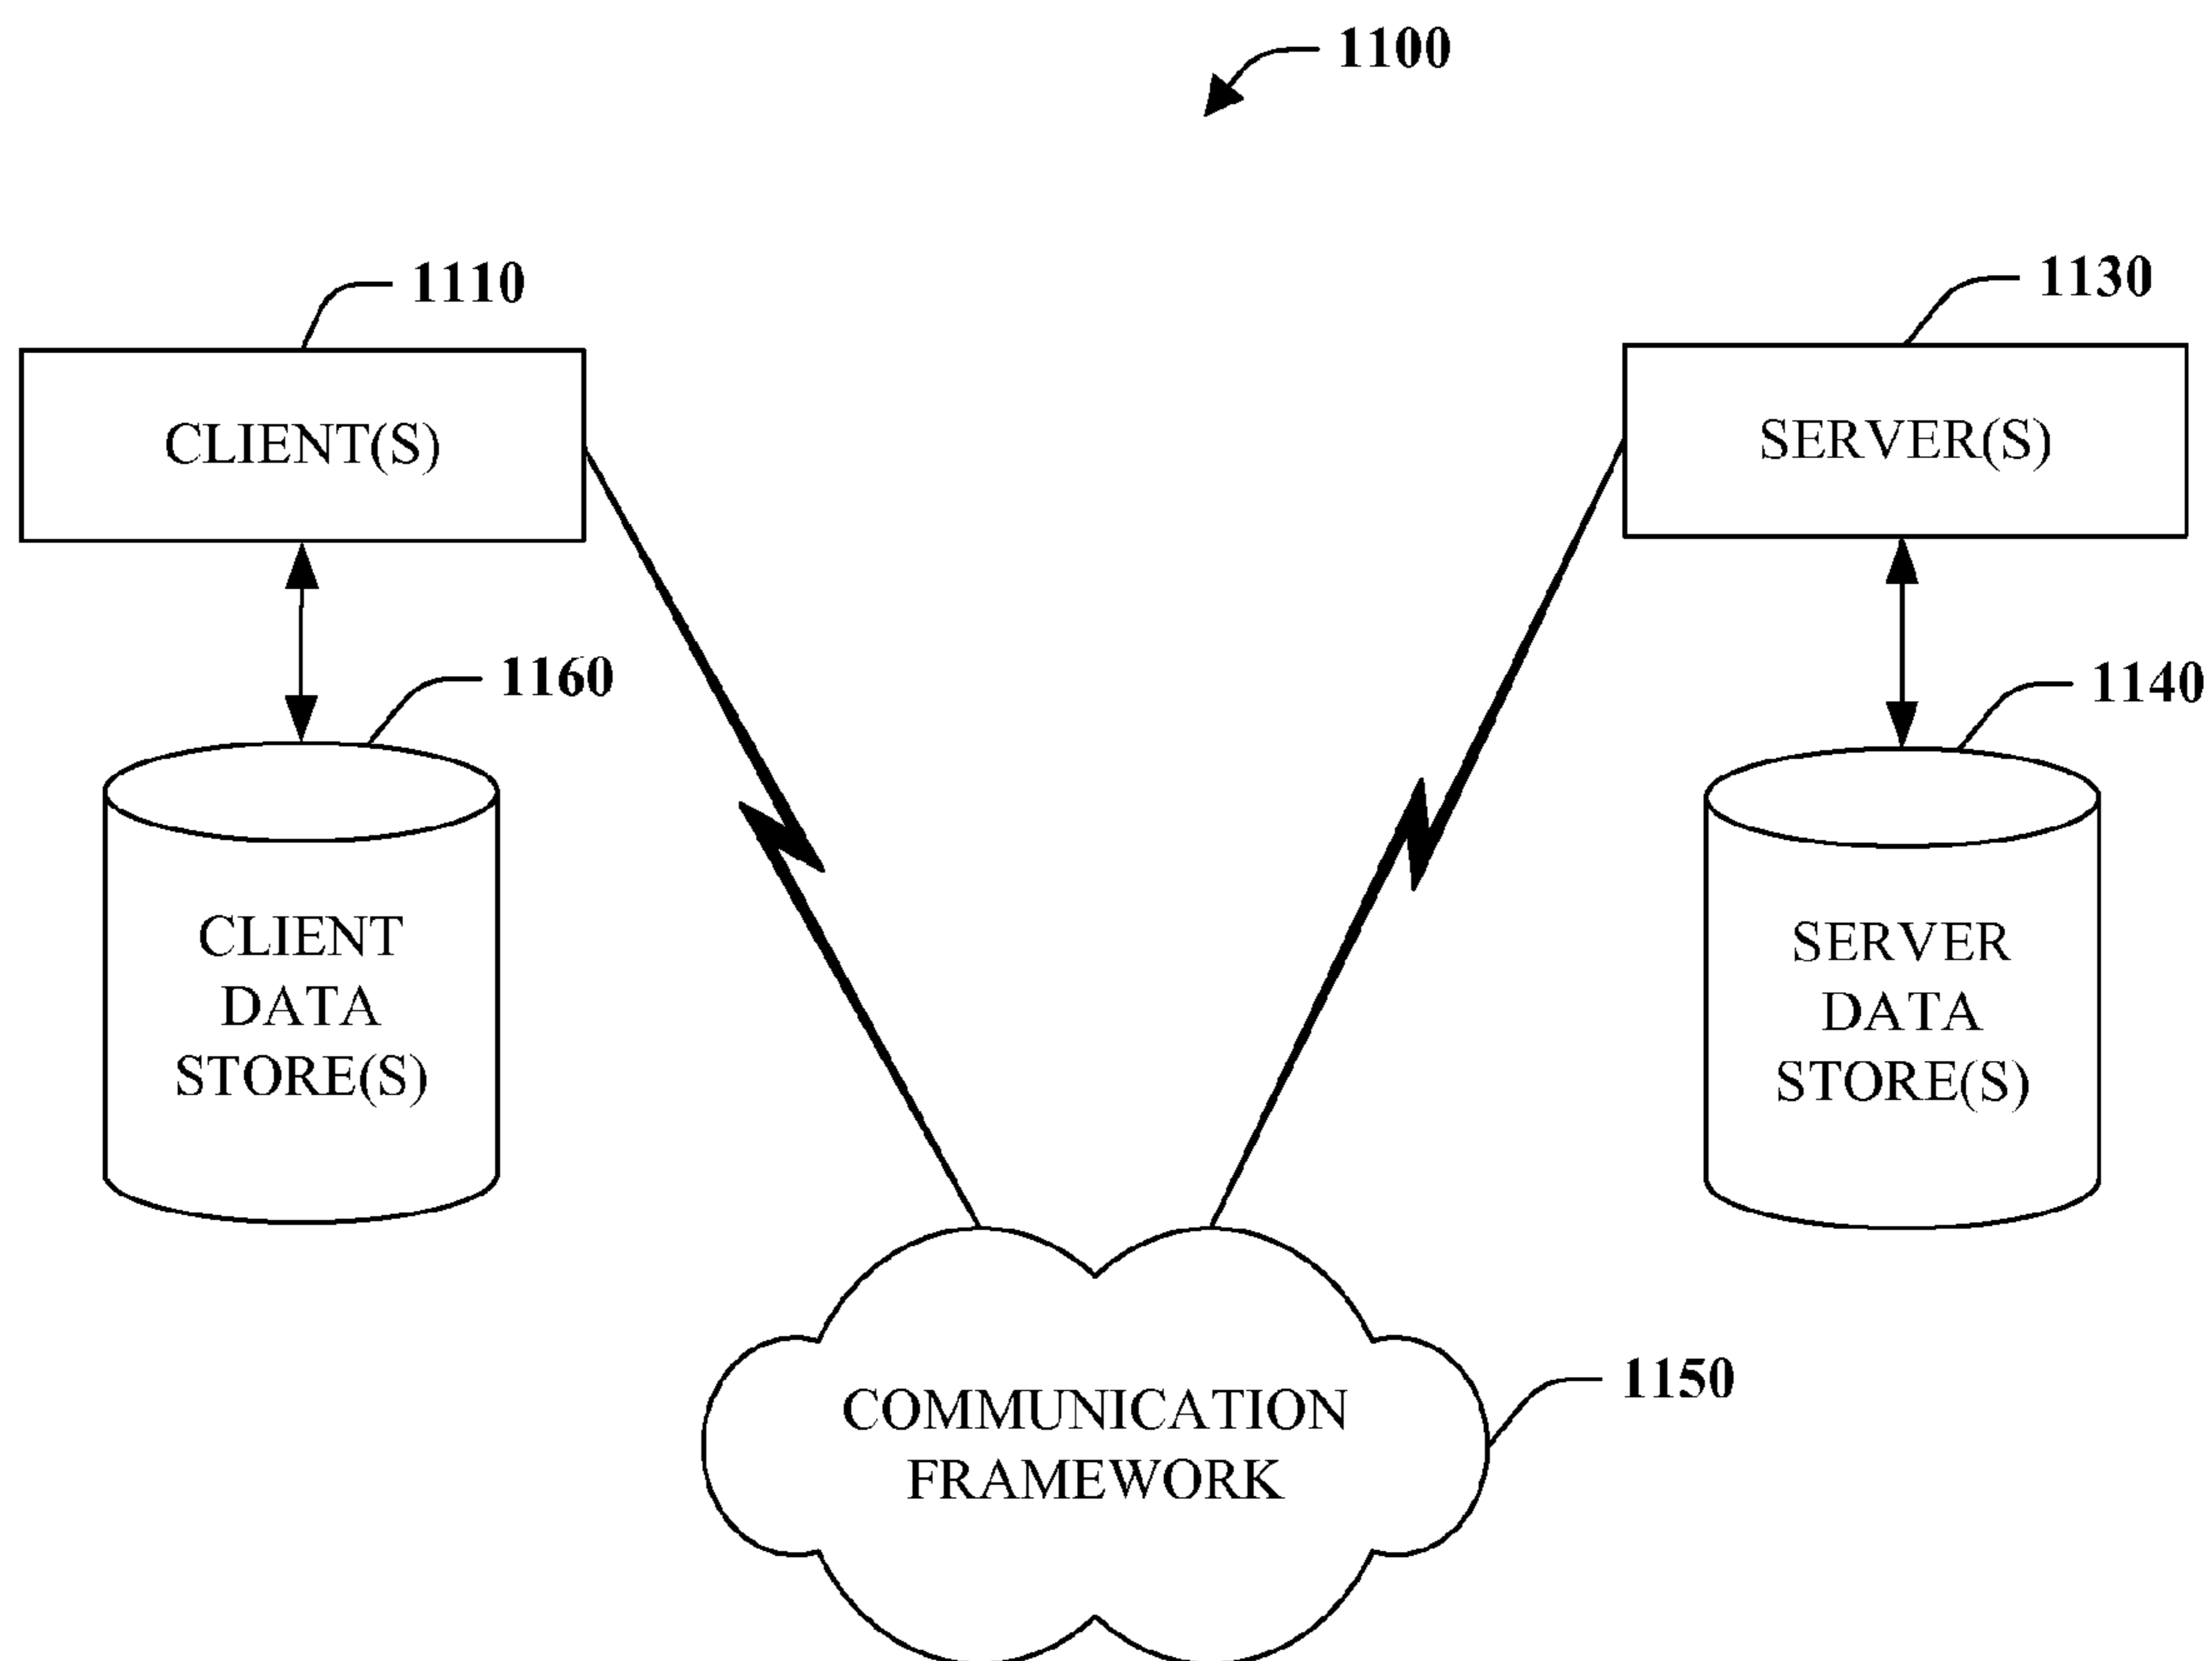 1100
1110
1130
CLIENT(S)
SERVER(S)
1160
1140
CLIENT
DATA
STORE(S)
SERVER
DATA
STORE(S)
1150
COMMUNICATION
FRAMEWORK